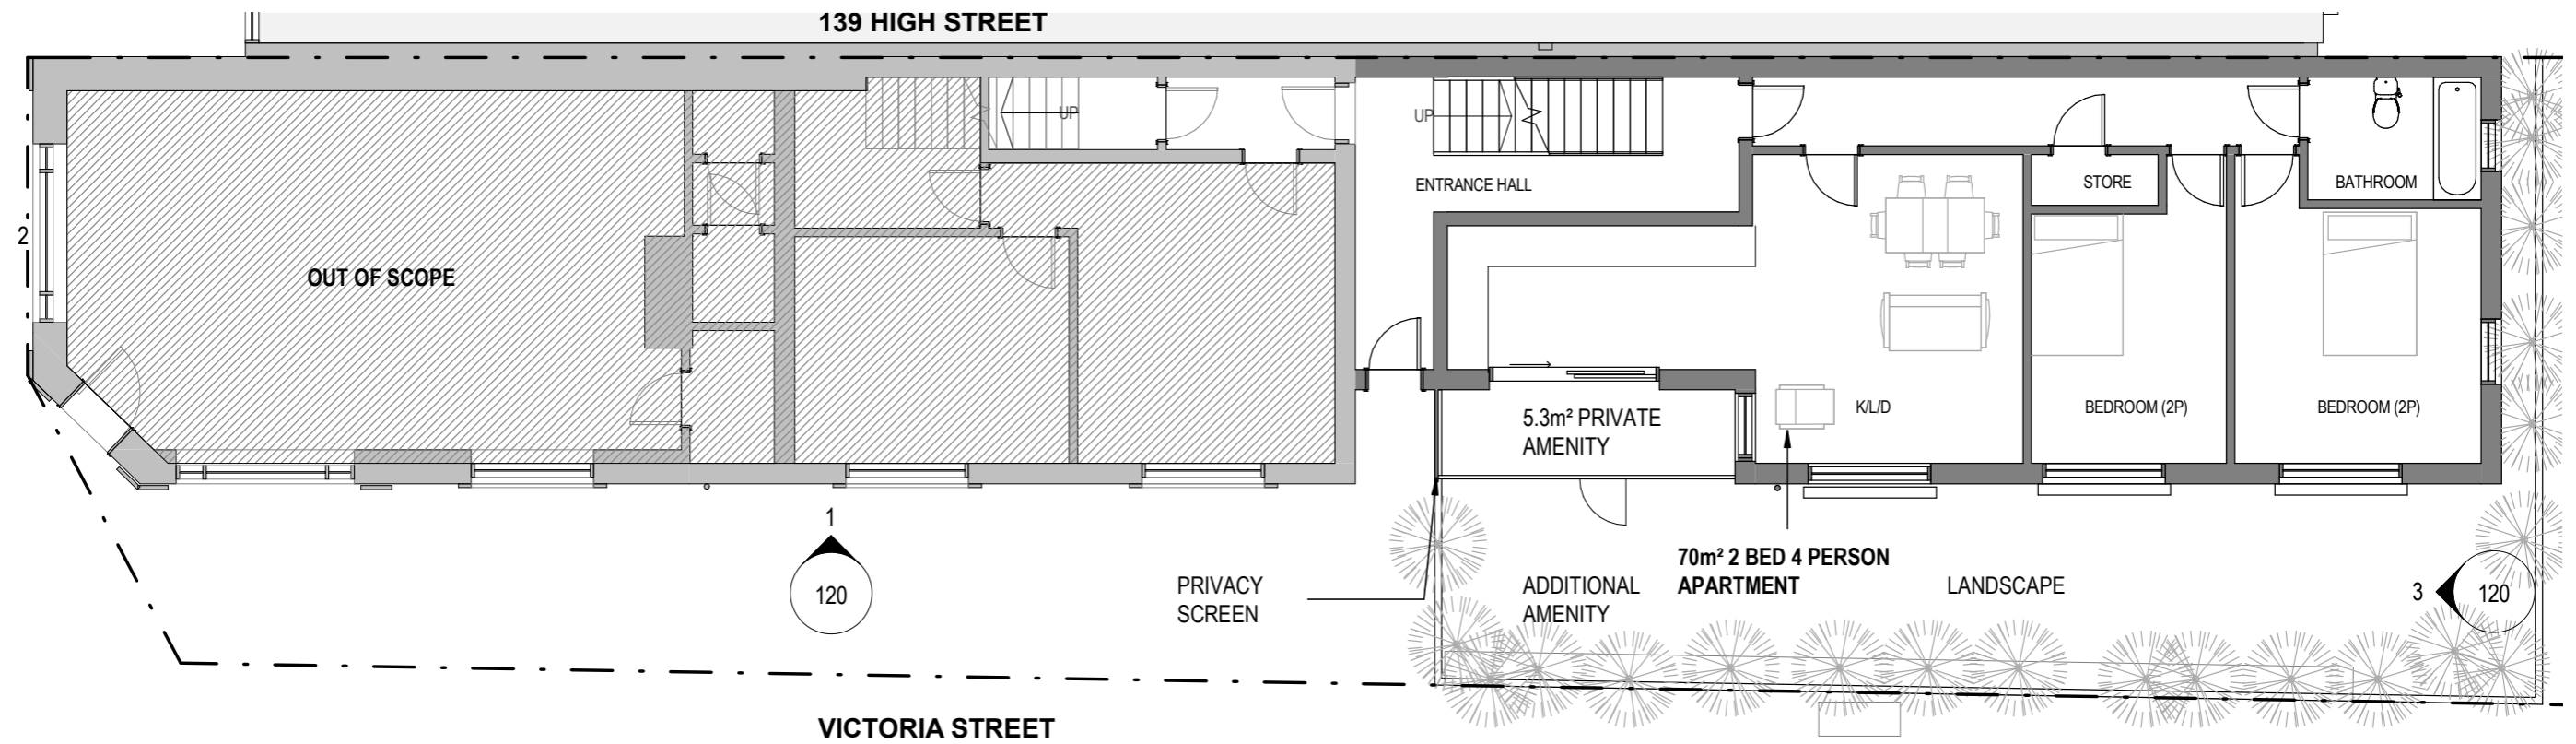 139 HIGH STREET
UP
UP
ENTRANCE HALL
STORE
BATHROOM
2
OUT OF SCOPE
5.3m² PRIVATE
AMENITY
K/L/D
BEDROOM (2P)
BEDROOM (2P)
1
120
PRIVACY
SCREEN
ADDITIONAL
AMENITY
70m² 2 BED 4 PERSON
APARTMENT
LANDSCAPE
3
120
VICTORIA STREET